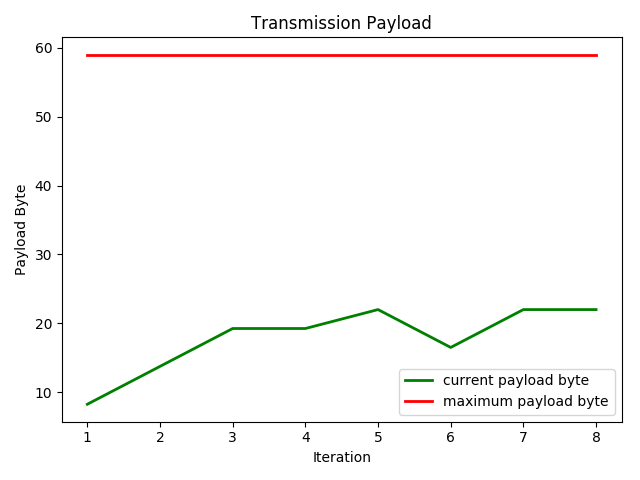 Transmission Payload
60
50
40
30
20
10
Payload Byte
current payload byte
maximum payload byte
1 2 3 4 5 6 7 8
Iteration